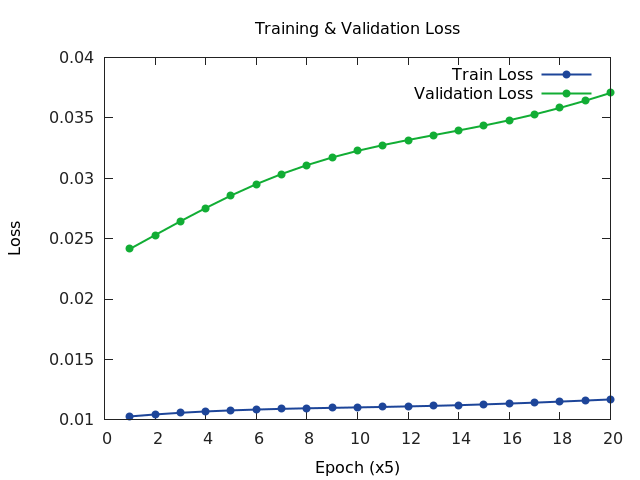 Training & Validation Loss
0.04
Train Loss
Validation Loss
0.035
0.03
0.025
Loss
0.02
0.015
0.01
0 2 4 6 8 10 12 14 16 18 20
Epoch (x5)